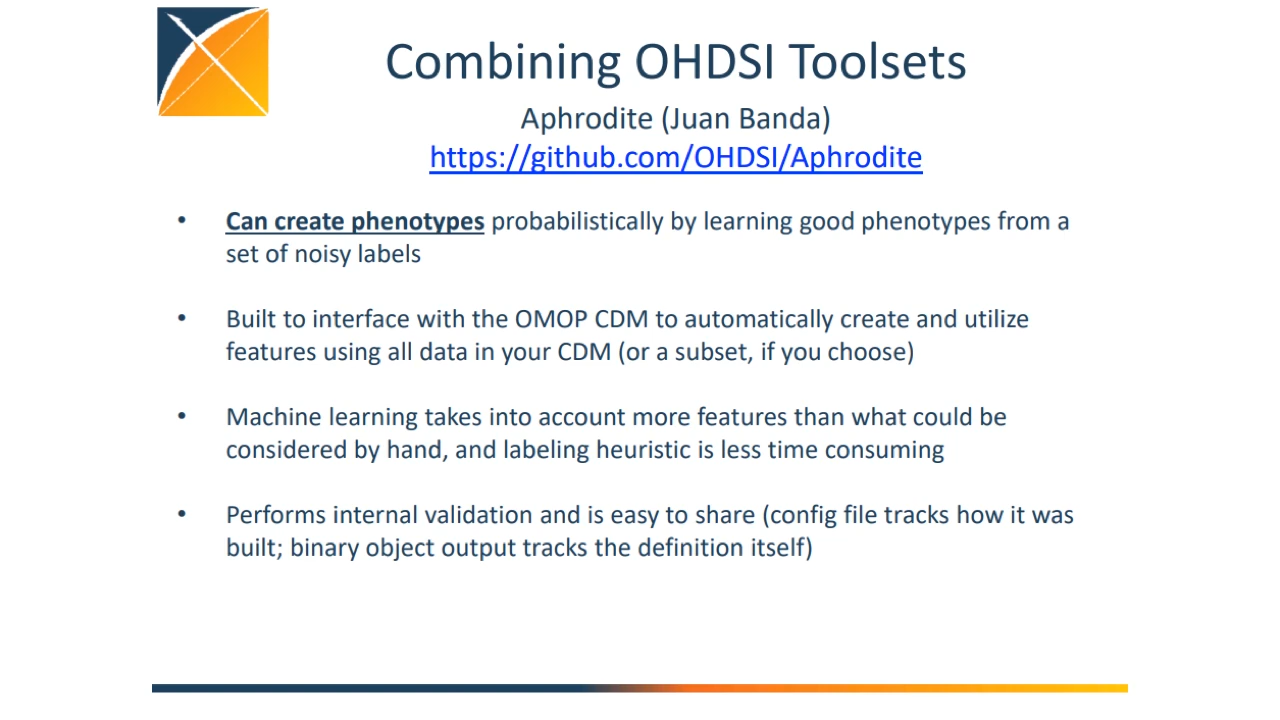 Combining OHDSI Toolsets
Aphrodite (Juan Banda)
https://github.com/OHDSI/Aphrodite
• Can create phenotypes probabilistically by learning good phenotypes from a
set of noisy labels
• Built to interface with the OMOP CDM to automatically create and utilize
features using all data in your CDM (or a subset, if you choose)
• Machine learning takes into account more features than what could be
considered by hand, and labeling heuristic is less time consuming
• Performs internal validation and is easy to share (config file tracks how it was
built; binary object output tracks the definition itself)